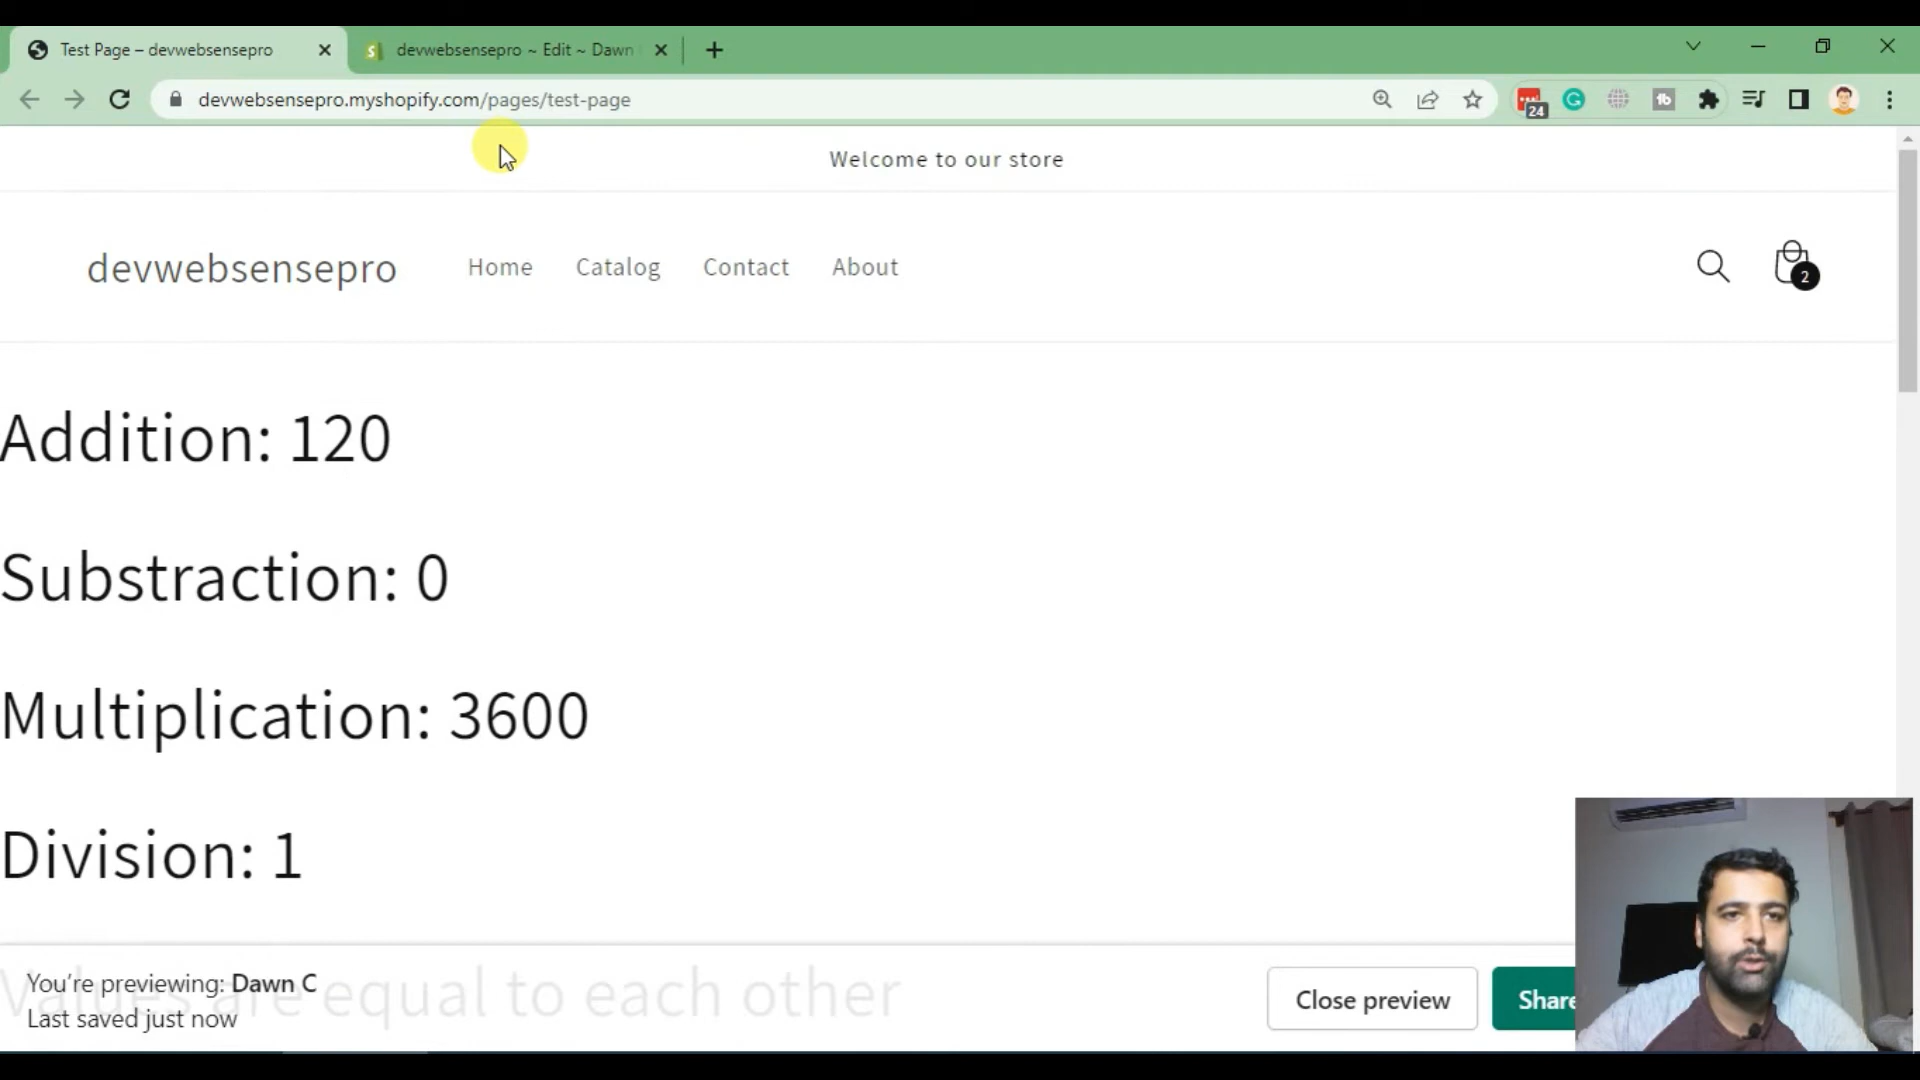 Test Page – devwebsensepro
devwebsensepro ~ Edit ~ Dawn
devwebsensepro.myshopify.com/pages/test-page
24
Welcome to our store
devwebsensepro
Home
Catalog
Contact
About
2
Addition: 120
Substraction: 0
Multiplication: 3600
Division: 1
Values are equal to each other
You're previewing: Dawn C
Last saved just now
Close preview
Share